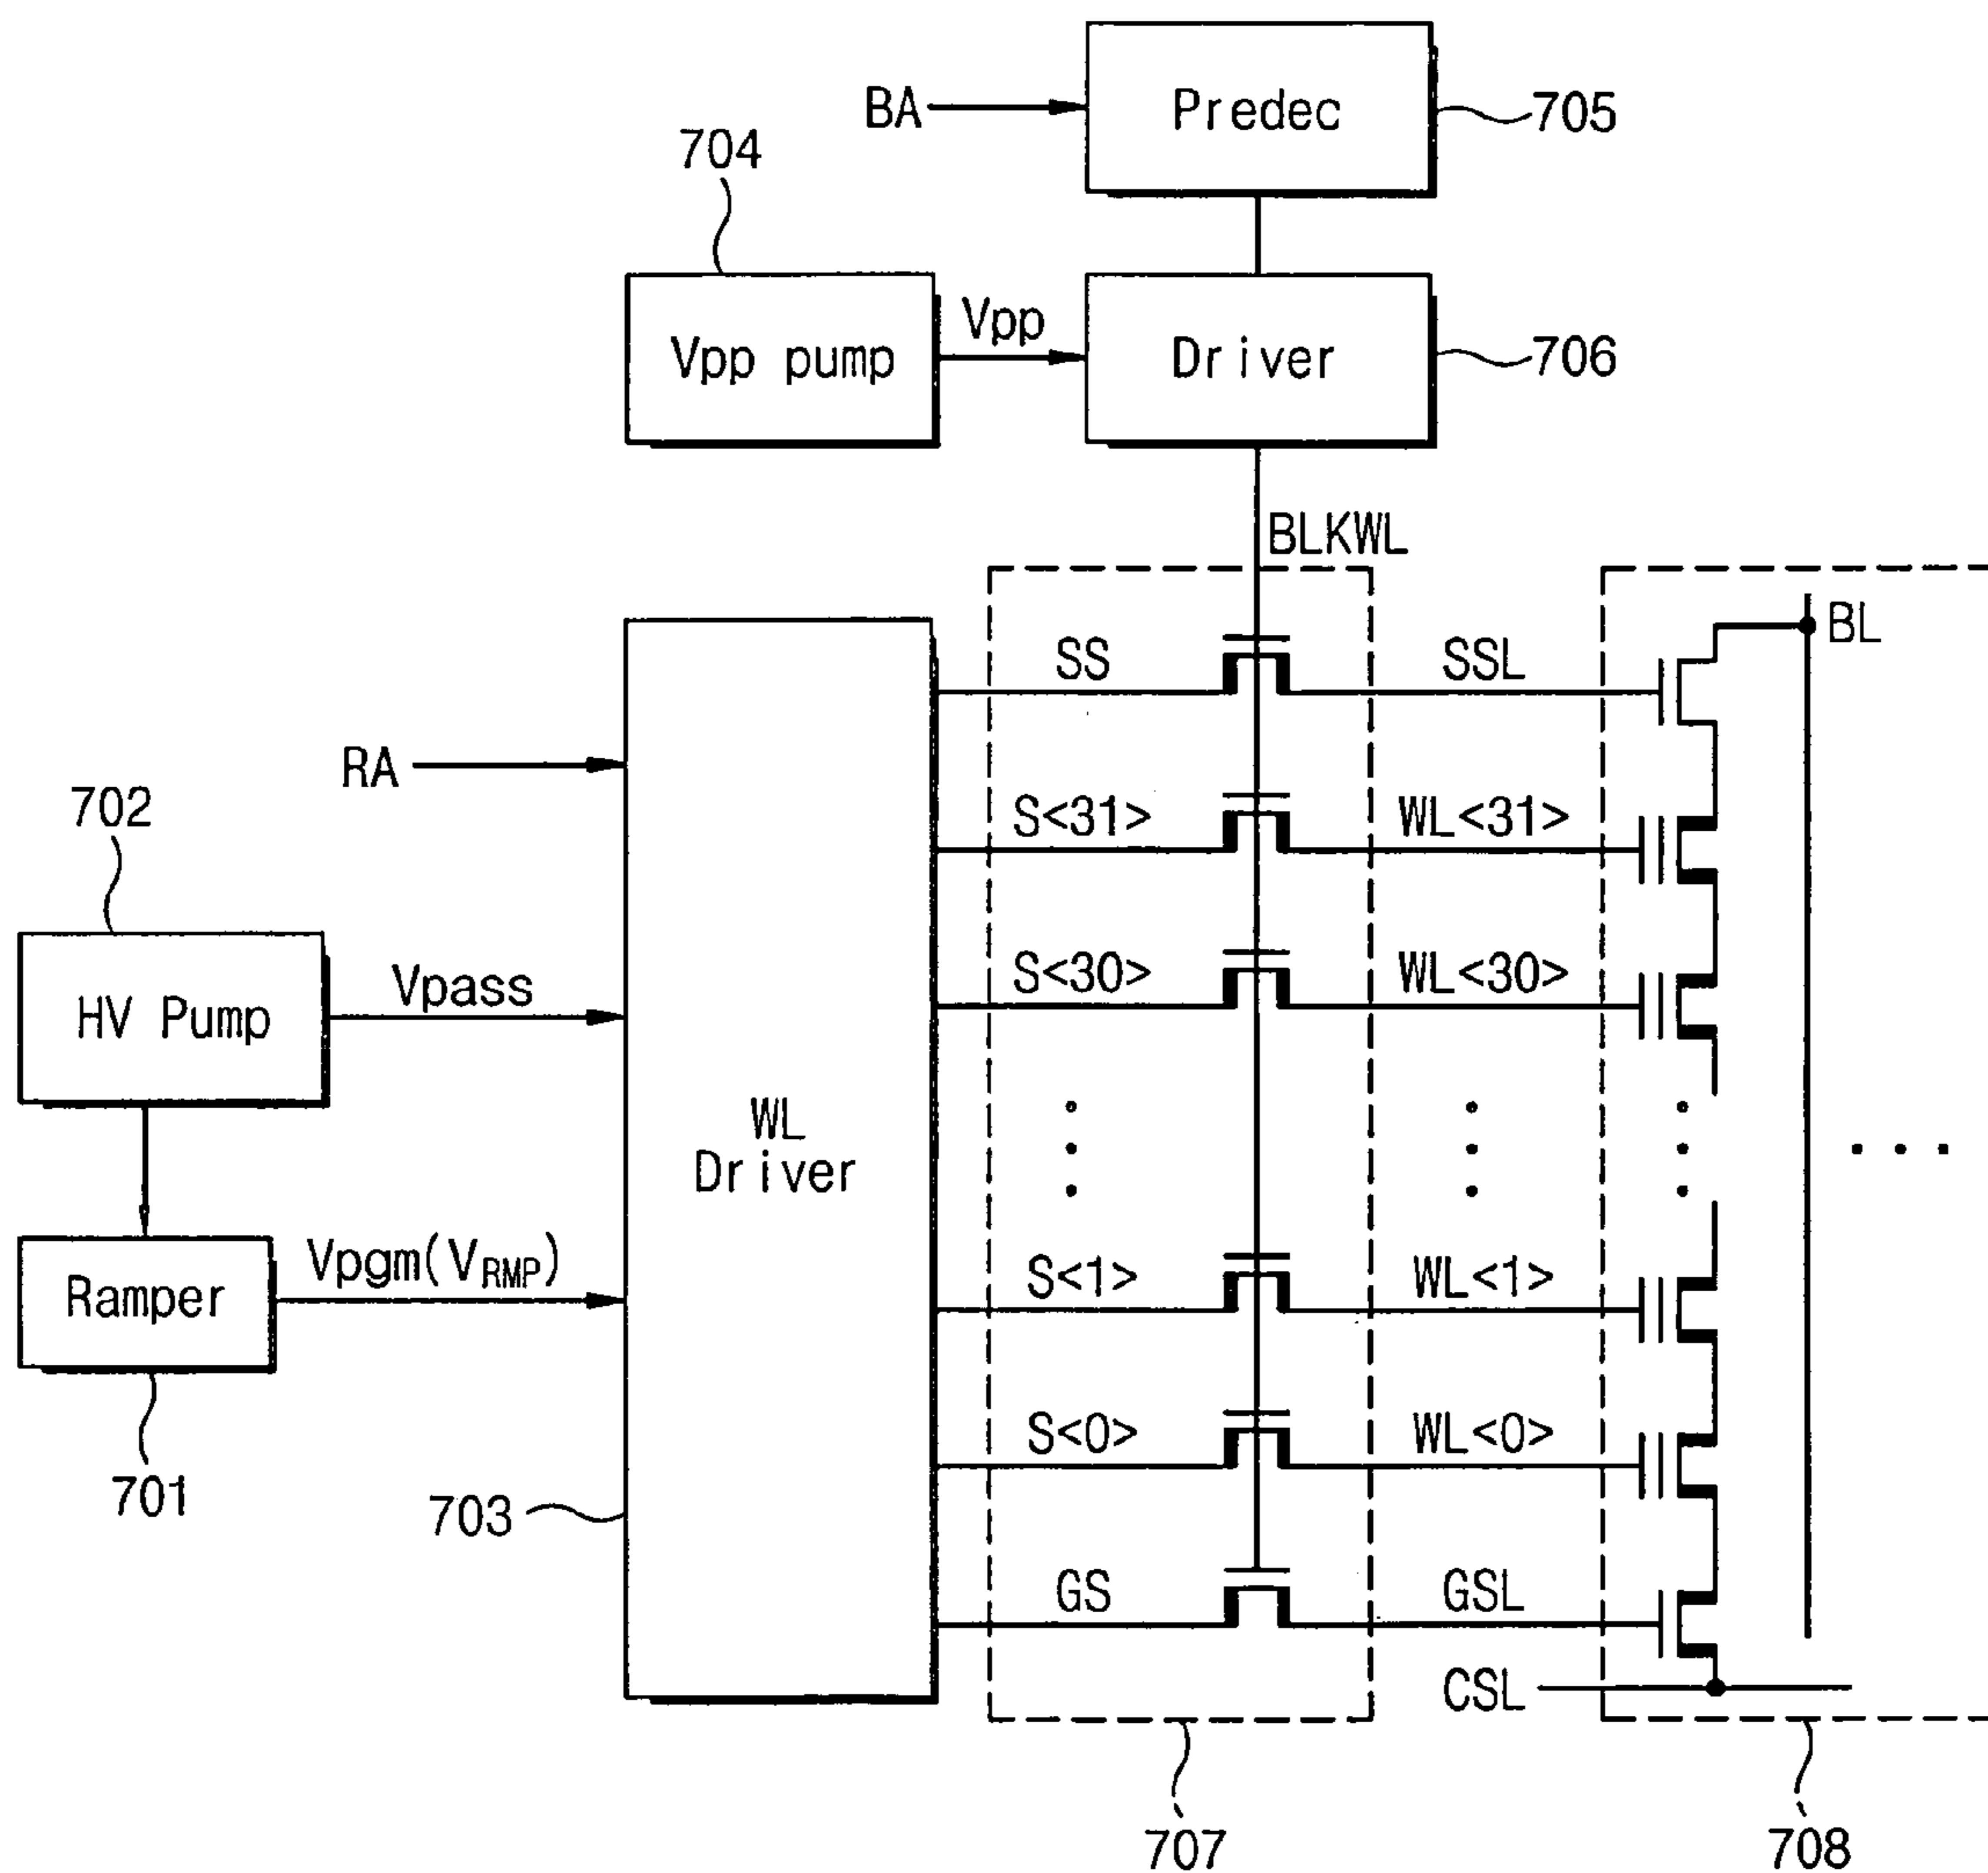 BA
Predec
705
704
Vpp pump
Vpp
Driver
706
BLKWL
BL
SS
SSL
RA
702
S<31>
WL<31>
HV Pump
Vpass
S<30>
WL<30>
WL
Driver
Ramper
Vpgm(VRMP)
S<1>
WL<1>
701
703
S<0>
WL<0>
GS
GSL
CSL
707
708